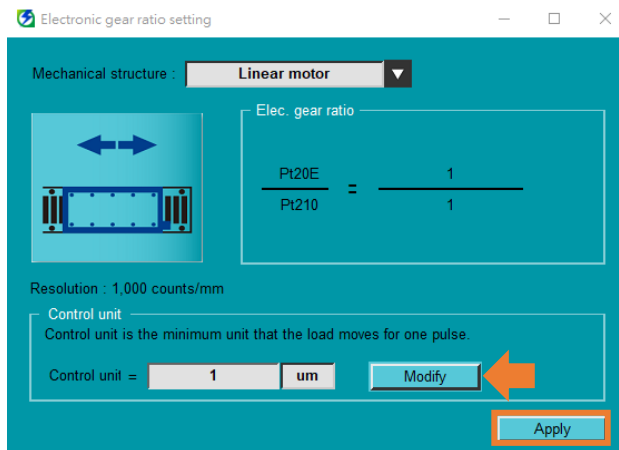 Electronic gear ratio setting
Mechanical structure : Linear motor
Elec. gear ratio
Pt20E = 1
Pt210 1
Resolution : 1,000 counts/mm
Control unit
Control unit is the minimum unit that the load moves for one pulse.
Control unit = 1 um Modify
Apply